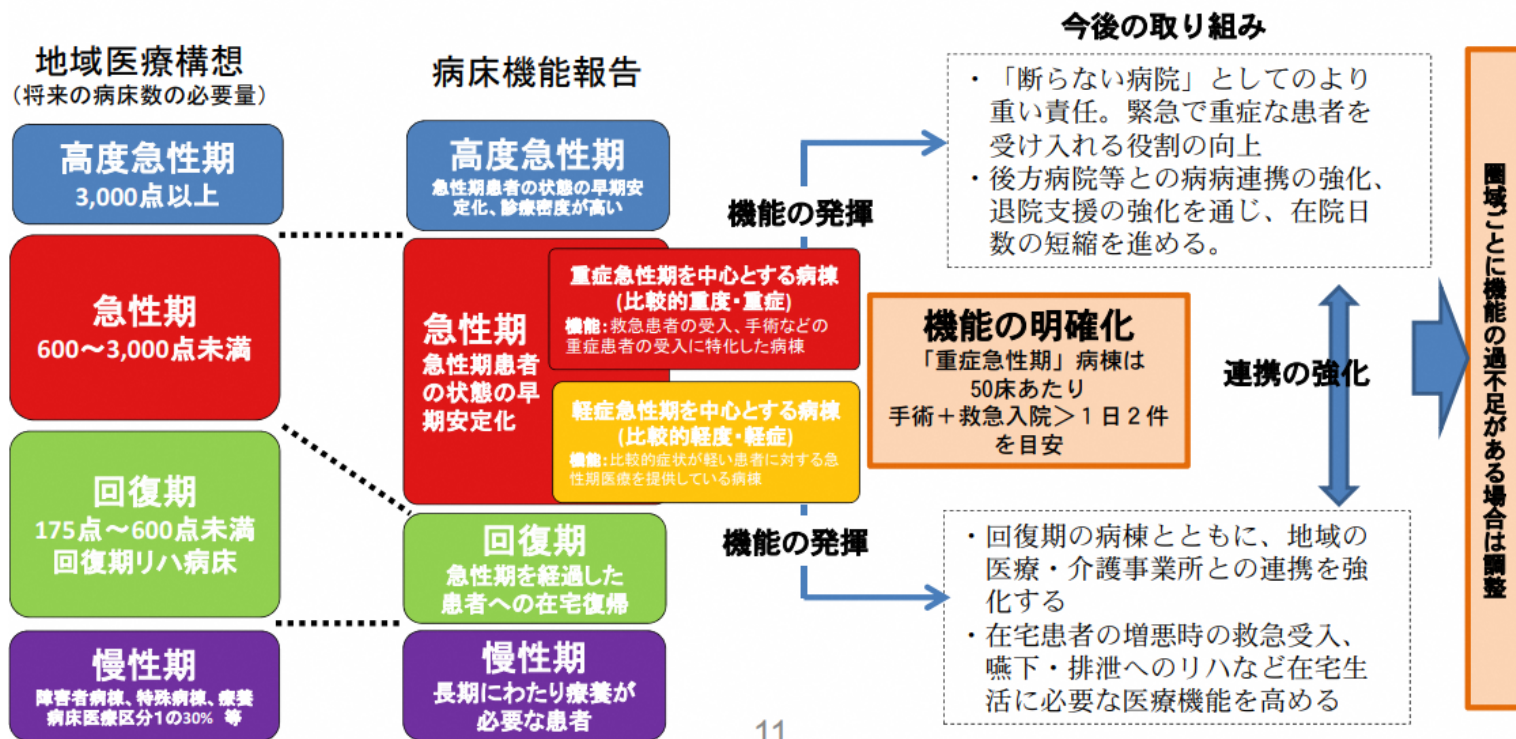 地域医療構想
（将来の病床数の必要量）
高度急性期
3,000点以上
急性期
600～3,000点未満
回復期
175点～600点未満
回復期リハ病床
慢性期
障害者病棟、特殊病棟、療養
病床医療区分1の30% 等
病床機能報告
高度急性期
急性期患者の状態の早期安
定化、診療密度が高い
急性期
急性期患者
の状態の早
期安定化
重症急性期を中心とする病棟
(比較的重度・重症)
機能：救急患者の受入、手術などの
重症患者の受入に特化した病棟
軽症急性期を中心とする病棟
(比較的軽度・軽症)
機能：比較的症状が軽い患者に対する急
性期医療を提供している病棟
回復期
急性期を経過した
患者への在宅復帰
慢性期
長期にわたり療養が
必要な患者
機能の発揮
機能の発揮
機能の明確化
「重症急性期」病棟は
50床あたり
手術＋救急入院＞１日２件
を目安
今後の取り組み
・「断らない病院」としてのより
重い責任。緊急で重症な患者を
受け入れる役割の向上
・後方病院等との病病連携の強化、
退院支援の強化を通じ、在院日
数の短縮を進める。
連携の強化
・回復期の病棟とともに、地域の
医療・介護事業所との連携を強
化する
・在宅患者の増悪時の救急受入、
嚥下・排泄へのリハなど在宅生
活に必要な医療機能を高める
圏域ごとに機能の過不足がある場合は調整
11